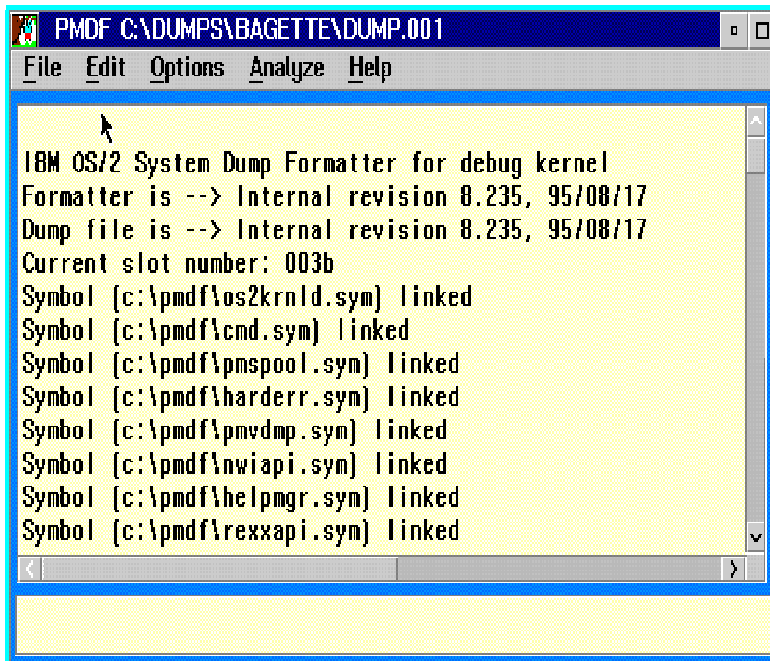 PMDF C:\DUMPS\BAGETTE\DUMP.001
File Edit Options Analyze Help
IBM OS/2 System Dump Formatter for debug kernel
Formatter is --> Internal revision 8.235, 95/08/17
Dump file is --> Internal revision 8.235, 95/08/17
Current slot number: 003b
Symbol (c:\pmdf\os2krnld.sym) linked
Symbol (c:\pmdf\cmd.sym) linked
Symbol (c:\pmdf\pmspool.sym) linked
Symbol (c:\pmdf\harderr.sym) linked
Symbol (c:\pmdf\pmvdmp.sym) linked
Symbol (c:\pmdf\nwiapi.sym) linked
Symbol (c:\pmdf\helpmgr.sym) linked
Symbol (c:\pmdf\rexxapi.sym) linked